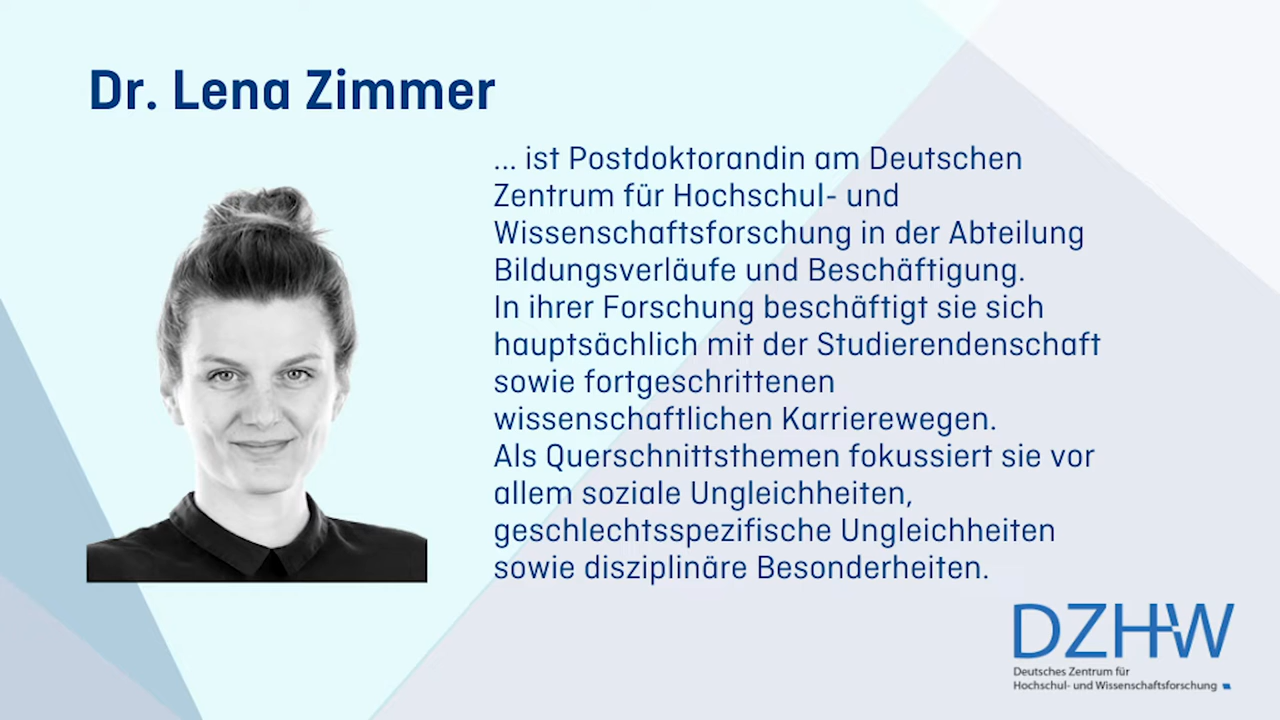 Dr. Lena Zimmer
... ist Postdoktorandin am Deutschen
Zentrum für Hochschul- und
Wissenschaftsforschung in der Abteilung
Bildungsverläufe und Beschäftigung.
In ihrer Forschung beschäftigt sie sich
hauptsächlich mit der Studierendenschaft
sowie fortgeschrittenen
wissenschaftlichen Karrierewegen.
Als Querschnittsthemen fokussiert sie vor
allem soziale Ungleichheiten,
geschlechtsspezifische Ungleichheiten
sowie disziplinäre Besonderheiten.
DZHW
Deutsches Zentrum für
Hochschul- und Wissenschaftsforschung